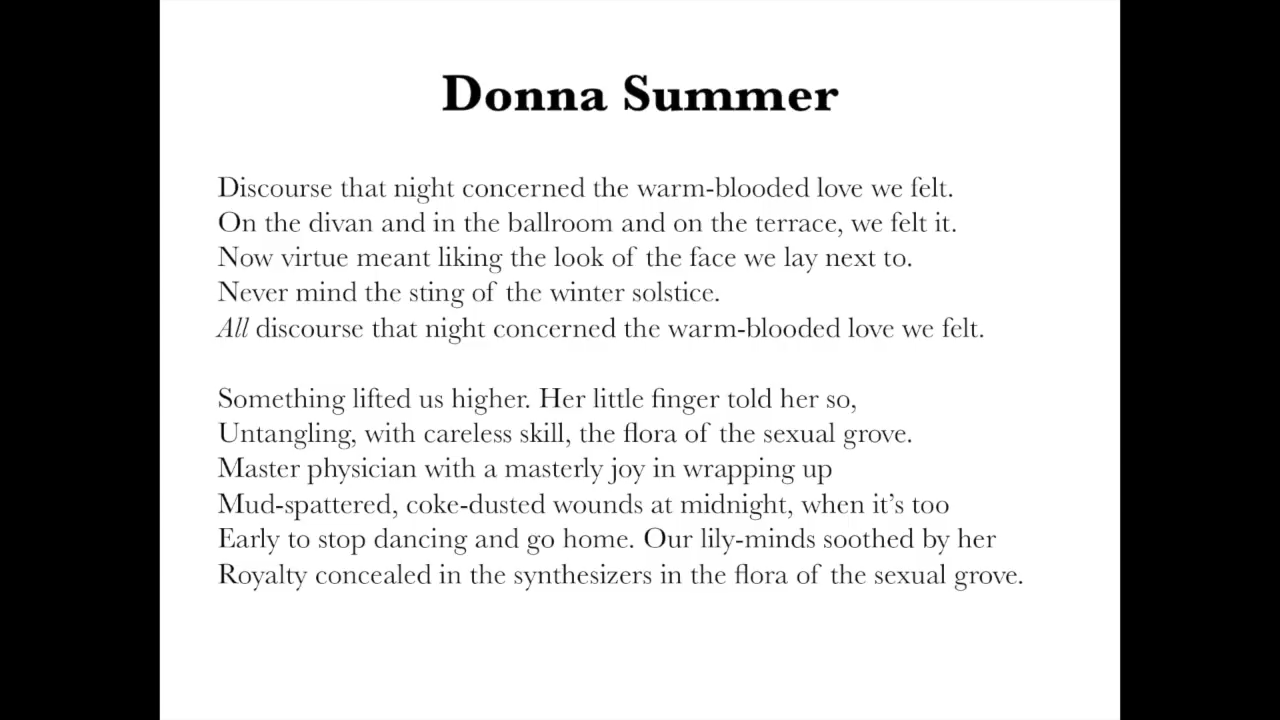 Donna Summer
Discourse that night concerned the warm-blooded love we felt.
On the divan and in the ballroom and on the terrace, we felt it.
Now virtue meant liking the look of the face we lay next to.
Never mind the sting of the winter solstice.
All discourse that night concerned the warm-blooded love we felt.
Something lifted us higher. Her little finger told her so,
Untangling, with careless skill, the flora of the sexual grove.
Master physician with a masterly joy in wrapping up
Mud-spattered, coke-dusted wounds at midnight, when it’s too
Early to stop dancing and go home. Our lily-minds soothed by her
Royalty concealed in the synthesizers in the flora of the sexual grove.